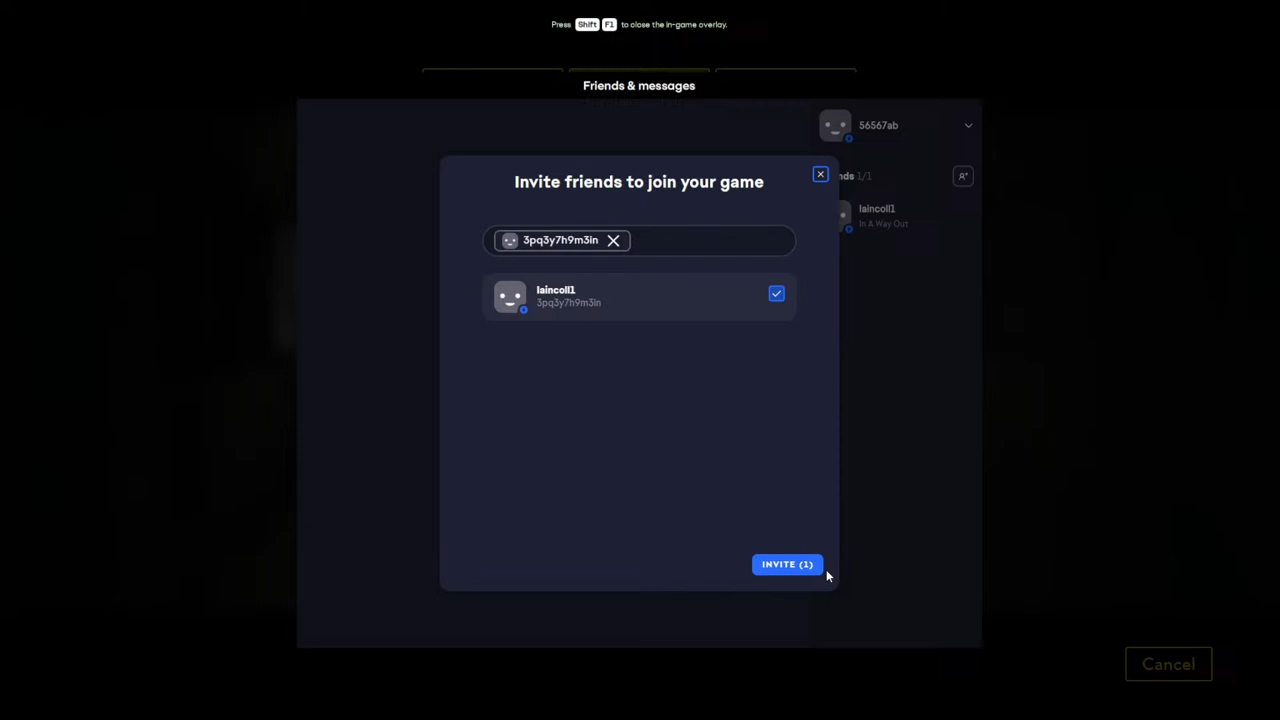 Press Shift F1 to close the in-game overlay.
Friends & messages
56567ab
Invite friends to join your game
nds 1/1
3pq3y7h9m3in
laincoll1
In A Way Out
laincoll1
3pq3y7h9m3in
INVITE (1)
Cancel